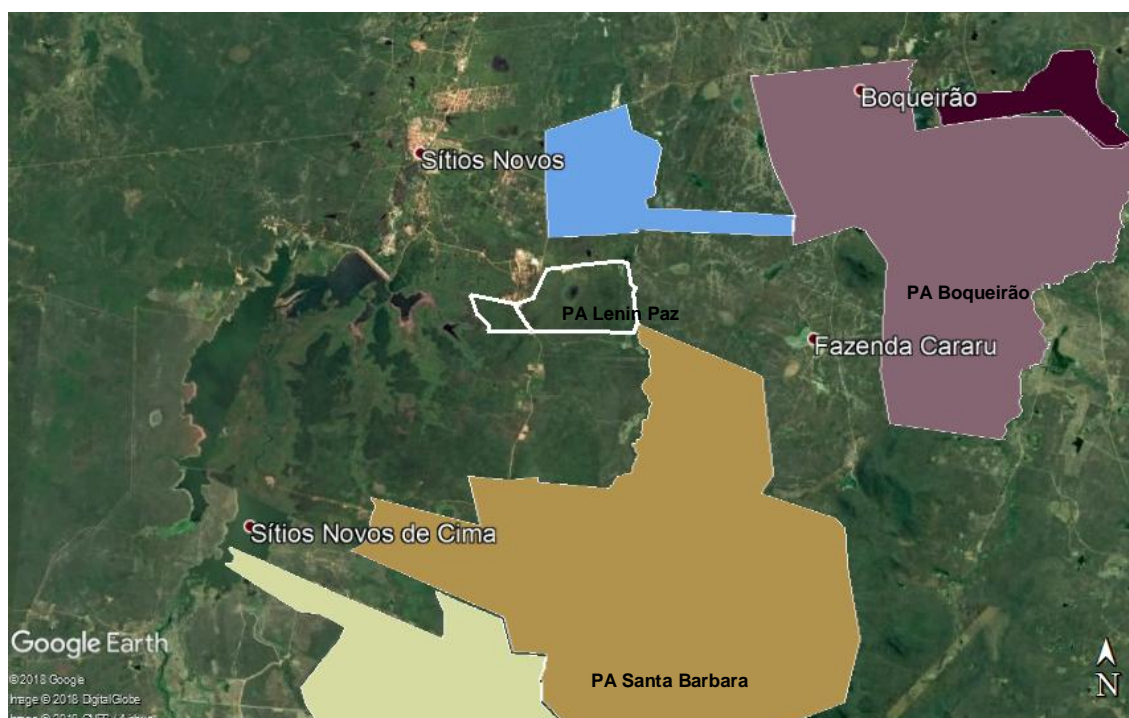 Boqueirão
Sítios Novos
PA Boqueirão
PA Lenin Paz
Fazenda Cararu
Sítios Novos de Cima
Google Earth
©2018 Google
Image © 2018 DigitalGlobe
PA Santa Barbara
N